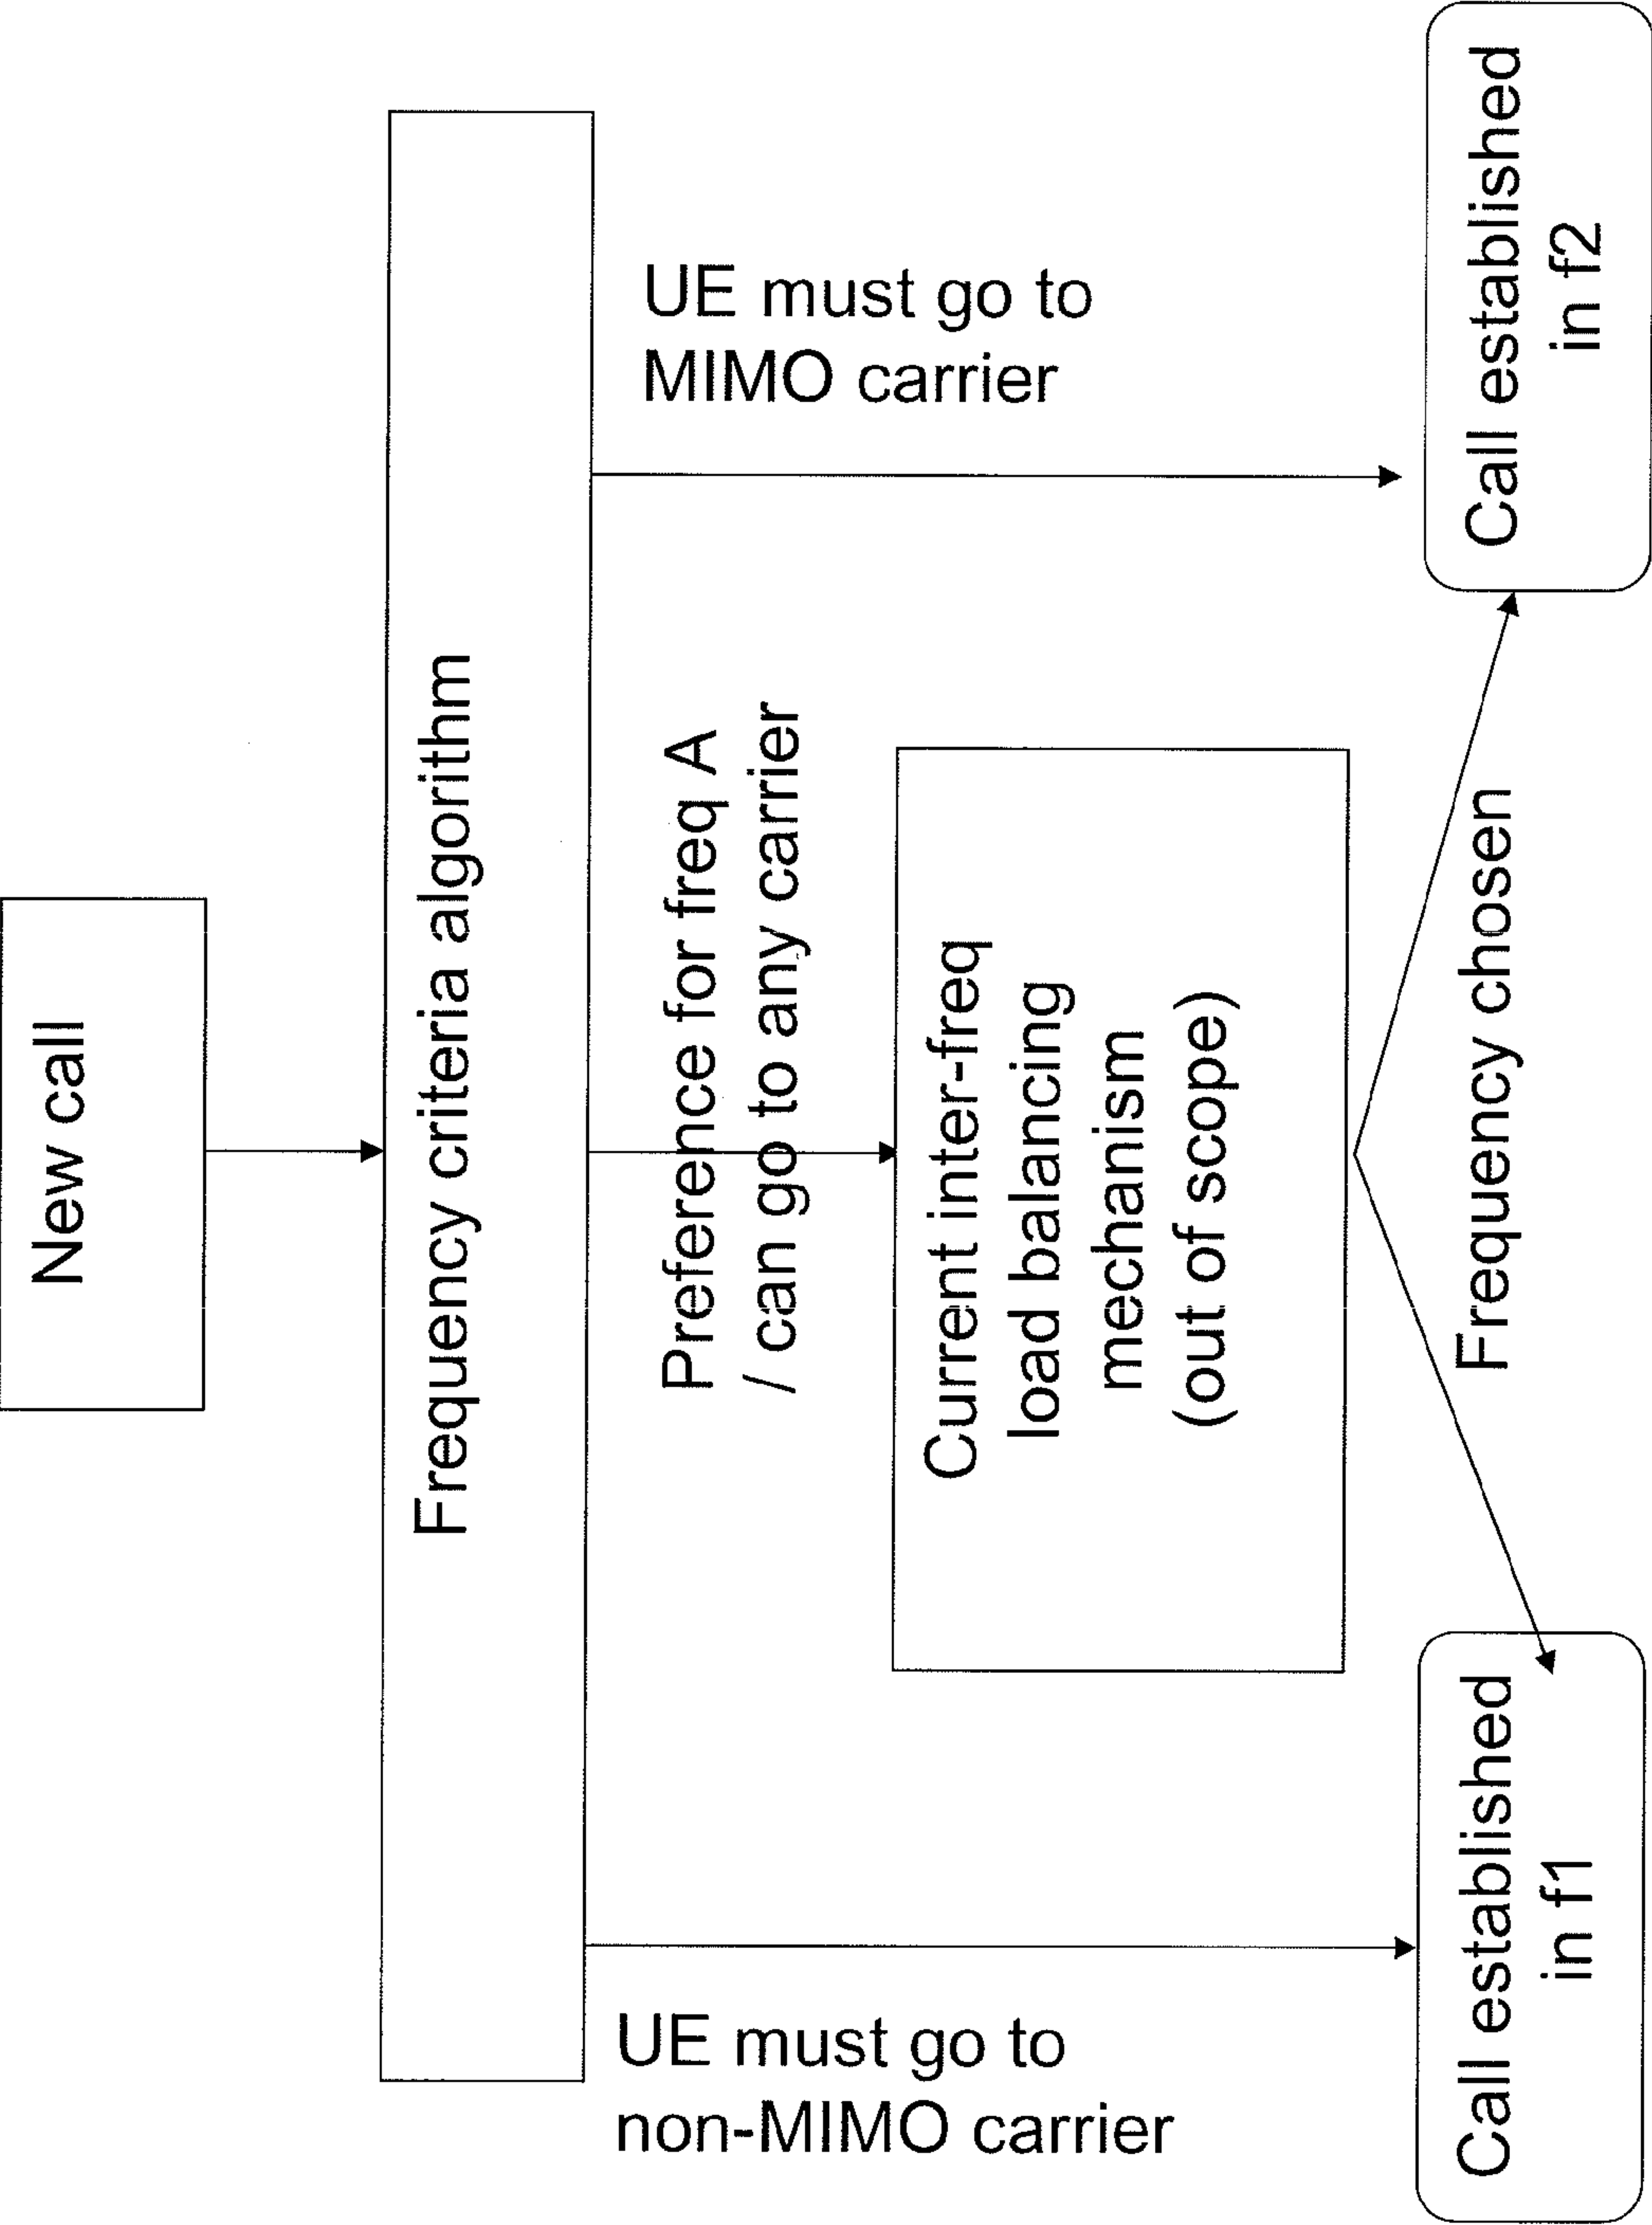 New call
Frequency criteria algorithm
UE must go to
non-MIMO carrier
Preference for freq A
/ can go to any carrier
UE must go to
MIMO carrier
Current inter-freq
load balancing
mechanism
(out of scope)
Frequency chosen
Call established
in f1
Call established
in f2